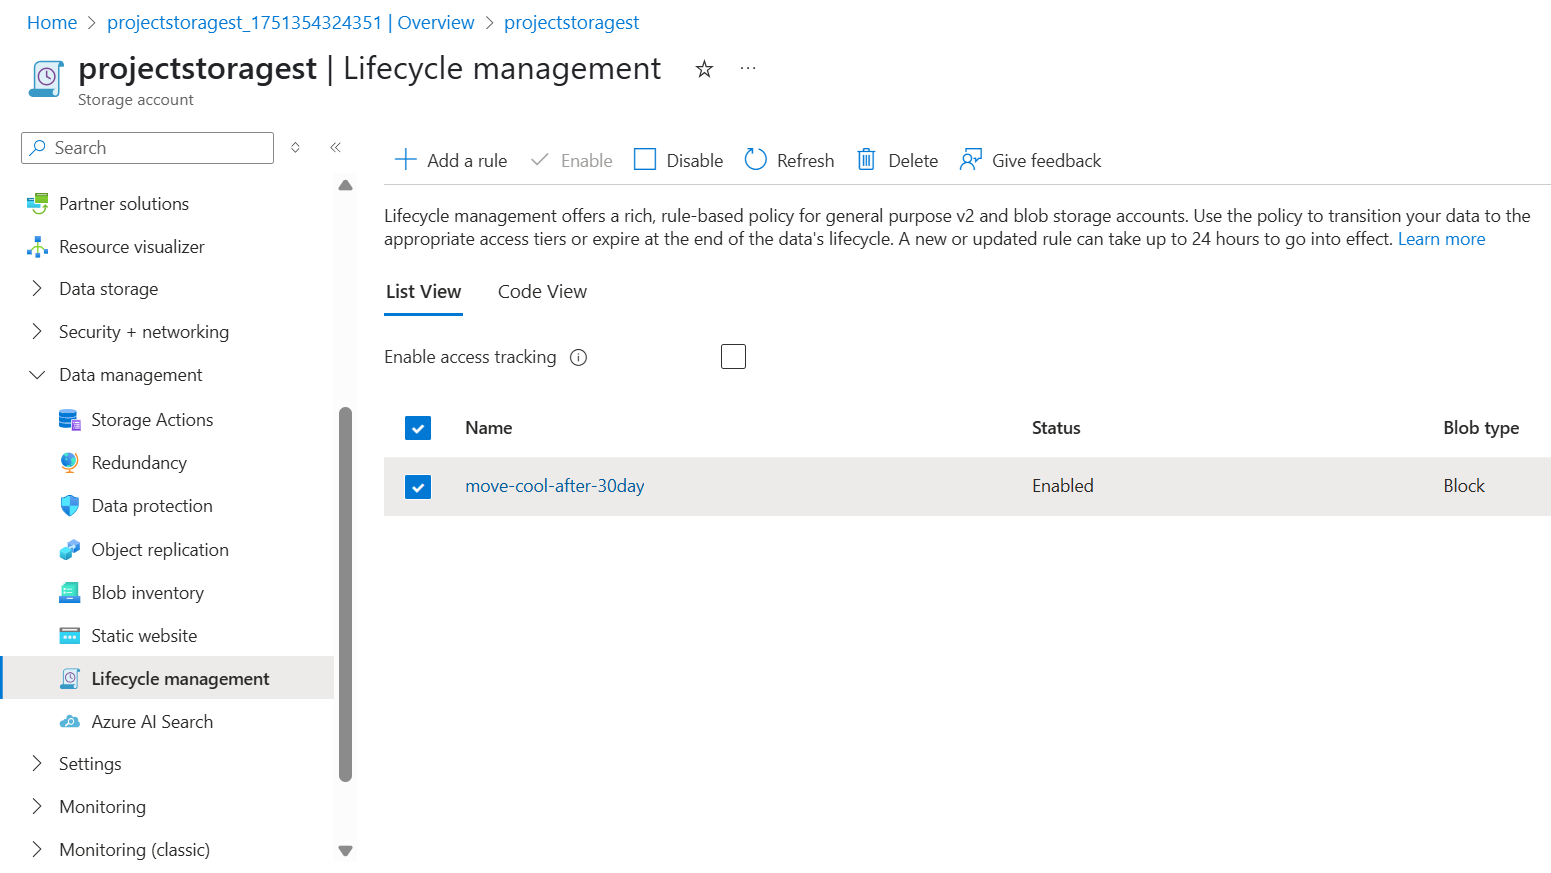 Home > projectstoragest_1751354324351 | Overview > projectstoragest
projectstoragest | Lifecycle management
Storage account
Search
Partner solutions
Resource visualizer
Data storage
Security + networking
Data management
Storage Actions
Redundancy
Data protection
Object replication
Blob inventory
Static website
Lifecycle management
Azure AI Search
Settings
Monitoring
Monitoring (classic)
Add a rule Enable Disable Refresh Delete Give feedback
Lifecycle management offers a rich, rule-based policy for general purpose v2 and blob storage accounts. Use the policy to transition your data to the
appropriate access tiers or expire at the end of the data's lifecycle. A new or updated rule can take up to 24 hours to go into effect. Learn more
List View Code View
Enable access tracking
Name Status Blob type
move-cool-after-30day Enabled Block